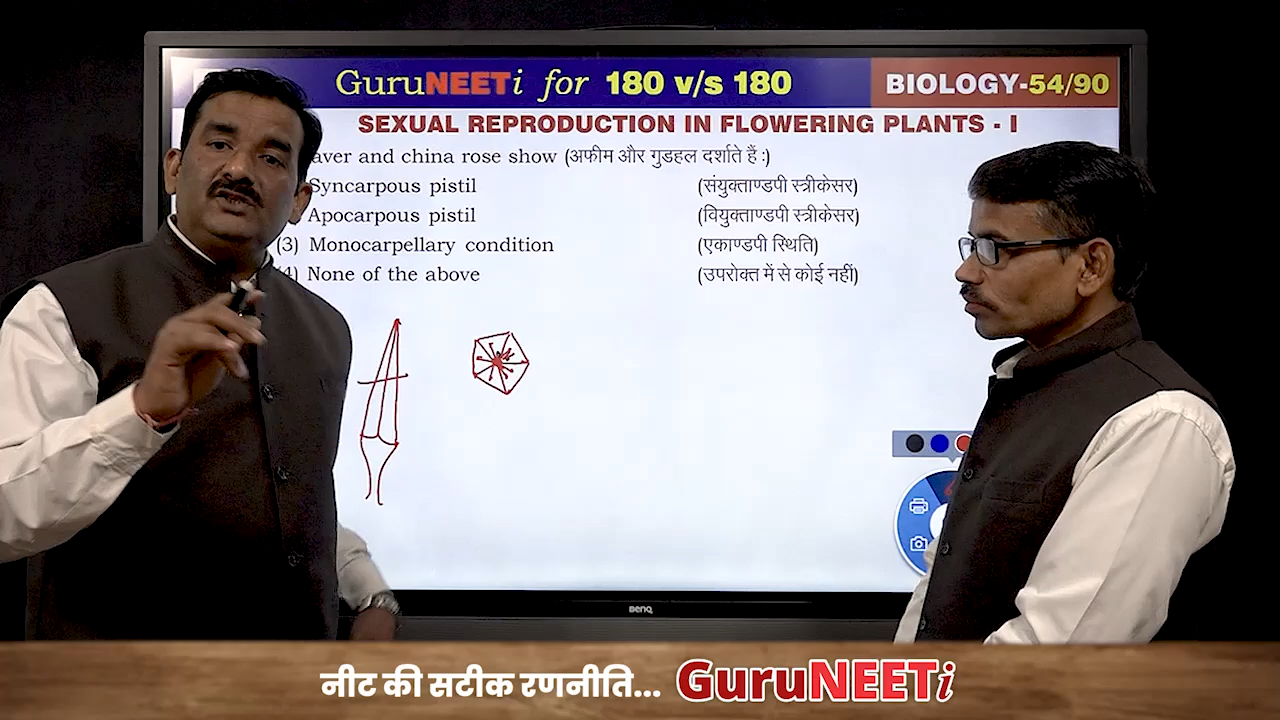 GuruNEETi for 180 v/s 180
BIOLOGY-54/90
SEXUAL REPRODUCTION IN FLOWERING PLANTS - I
and china rose show (अफीम और गुडहल दर्शाते हैं :)
Syncarpous pistil (संयुक्ताण्डपी स्त्रीकेसर)
Apocarpous pistil (वियुक्ताण्डपी स्त्रीकेसर)
(3) Monocarpellary condition (एकाण्डपी स्थिति)
(4) None of the above (उपरोक्त में से कोई नहीं)
BENQ
नीट की सटीक रणनीति... GuruNEETi